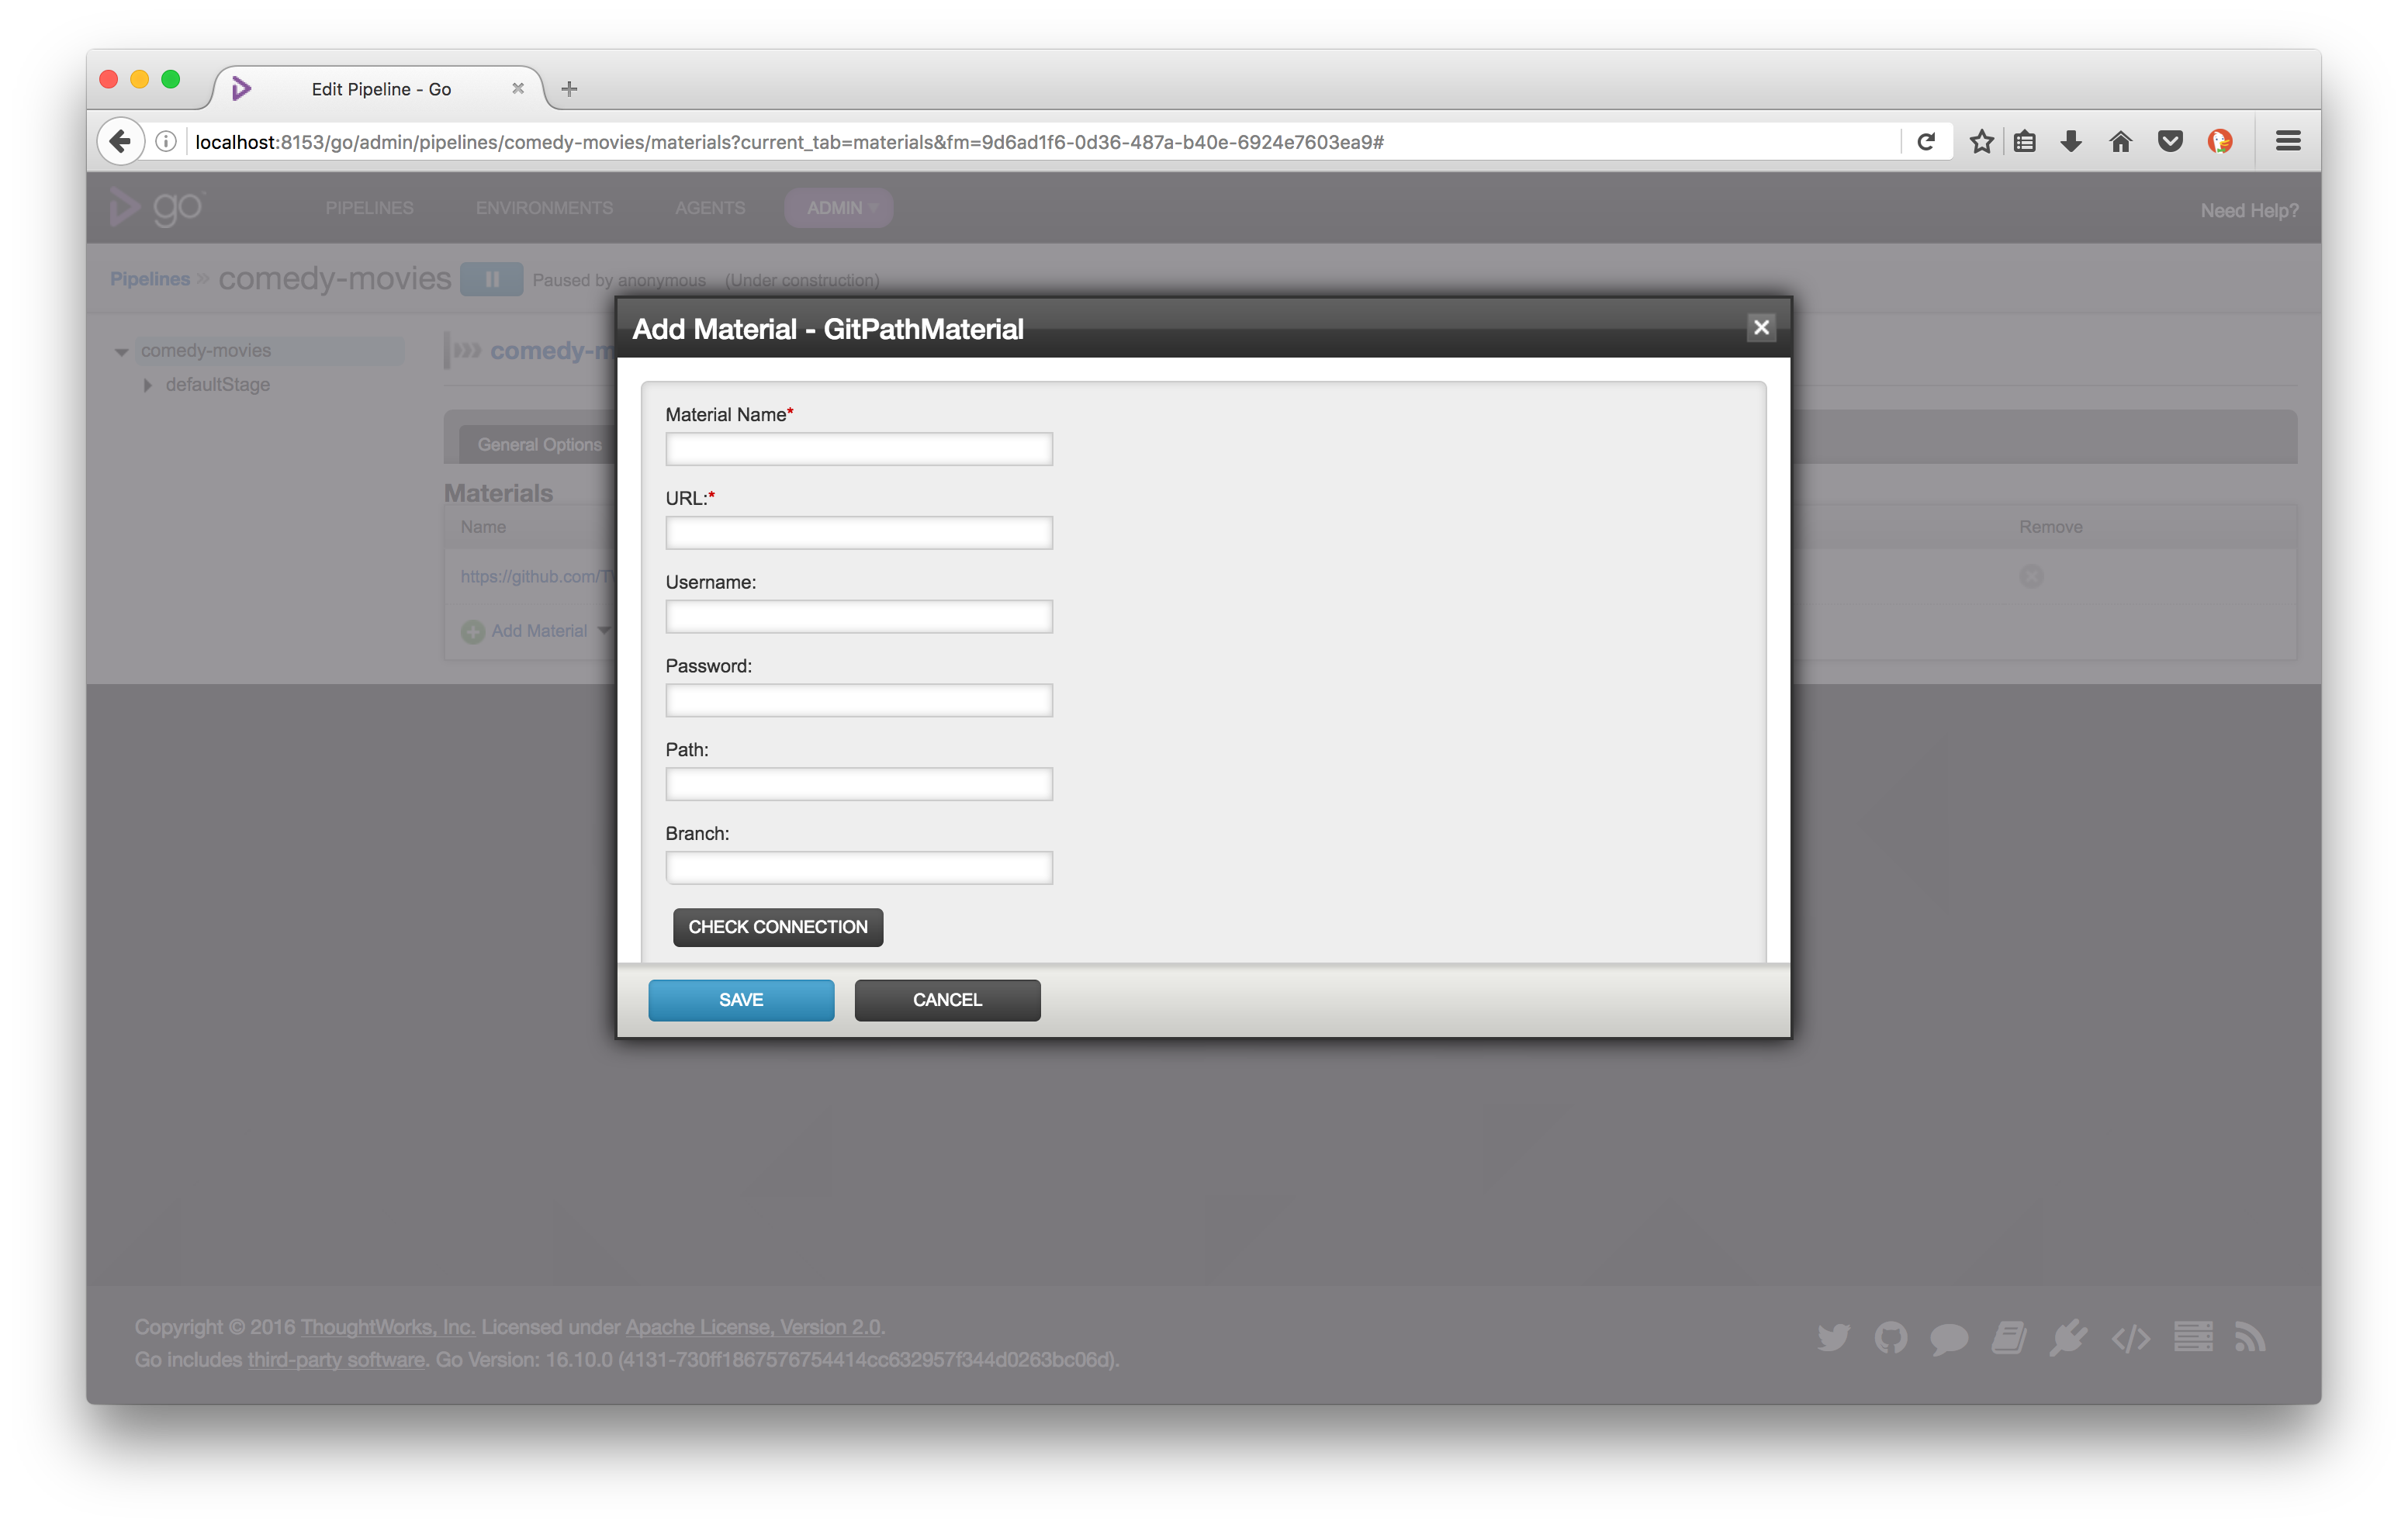 Edit Pipeline - Go
localhost:8153/go/admin/pipelines/comedy-movies/materials?current_tab=materials&fm=9d6ad1f6-0d36-487a-b40e-6924e7603ea9#
go PIPELINES ENVIRONMENTS AGENTS ADMIN Need Help?
Pipelines » comedy-movies Paused by anonymous (Under construction)
Add Material - GitPathMaterial
comedy-movies
defaultStage
comedy-m
General Options
Materials
Name Remove
https://github.com/TV
Add Material
Material Name*
URL:*
Username:
Password:
Path:
Branch:
CHECK CONNECTION
SAVE CANCEL
Copyright © 2016 ThoughtWorks, Inc. Licensed under Apache License, Version 2.0.
Go includes third-party software. Go Version: 16.10.0 (4131-730ff1867576754414cc632957f344d0263bc06d).